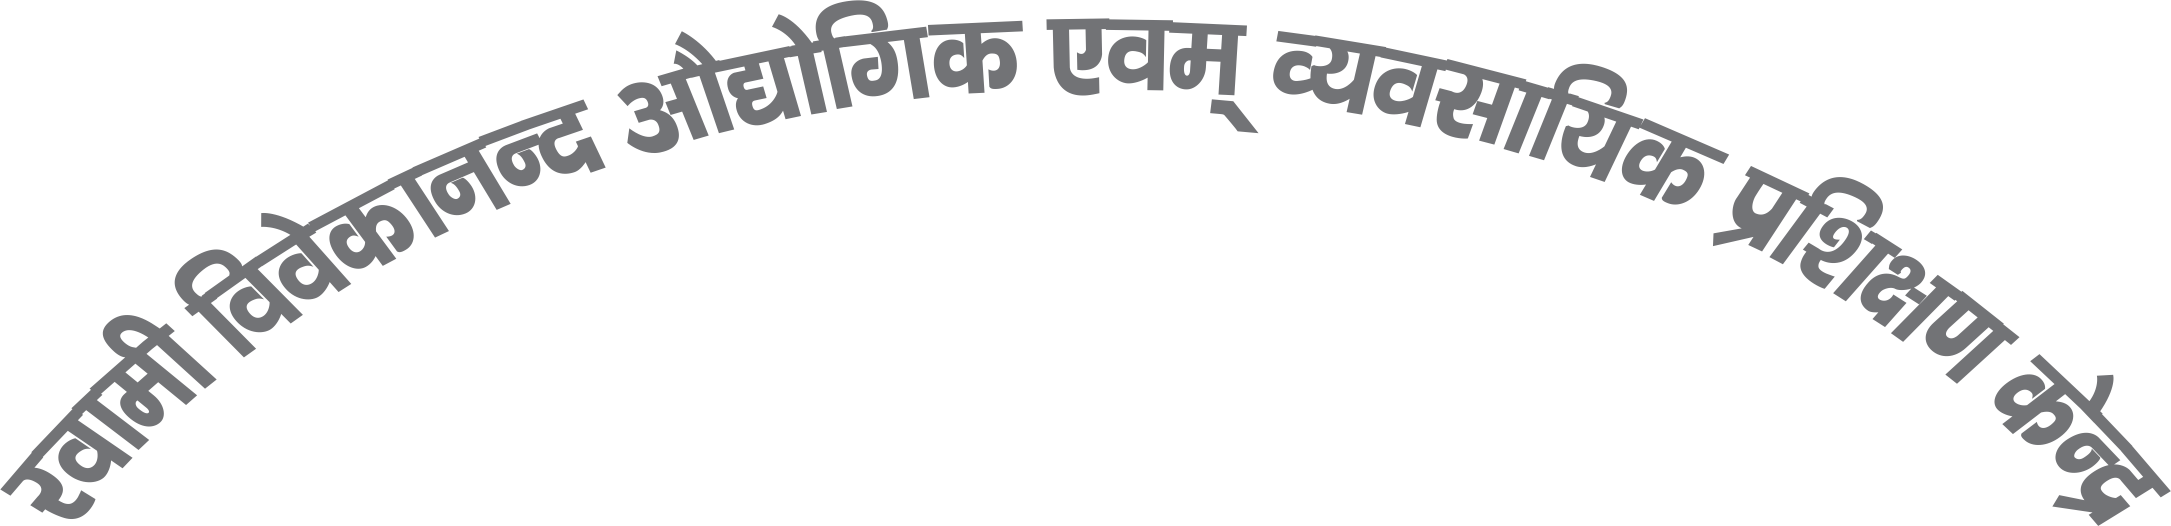 स्वामी विवेकानन्द औद्योगिक एवम् व्यवसायिक प्रशिक्षण केन्द्र